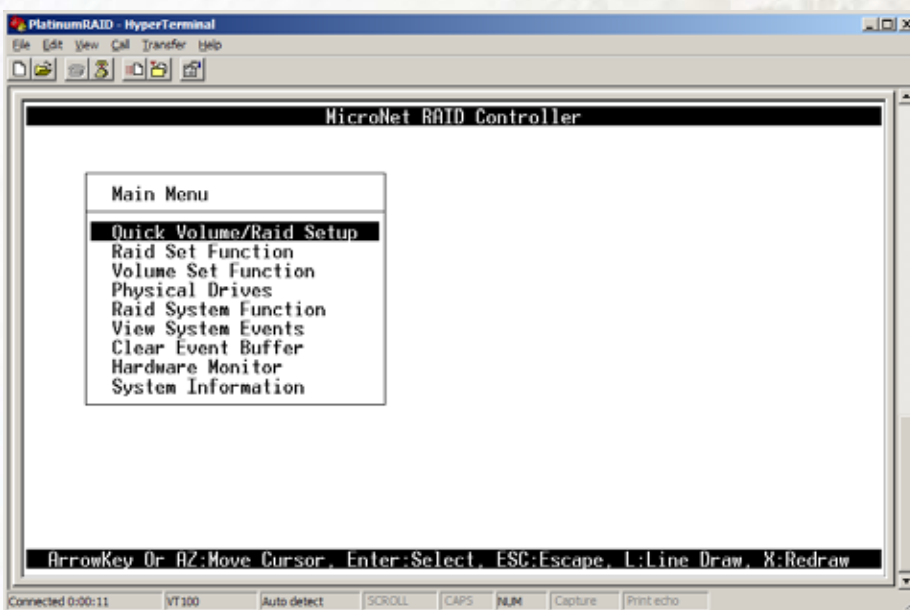 PlatinumRAID - HyperTerminal
File Edit View Call Transfer Help
MicroNet RAID Controller
Main Menu
Quick Volume/Raid Setup
Raid Set Function
Volume Set Function
Physical Drives
Raid System Function
View System Events
Clear Event Buffer
Hardware Monitor
System Information
ArrowKey Or AZ:Move Cursor, Enter:Select, ESC:Escape, L:Line Draw, X:Redraw
Connected 0:00:11 VT100 Auto detect SCROLL CAPS NUM Capture Print echo